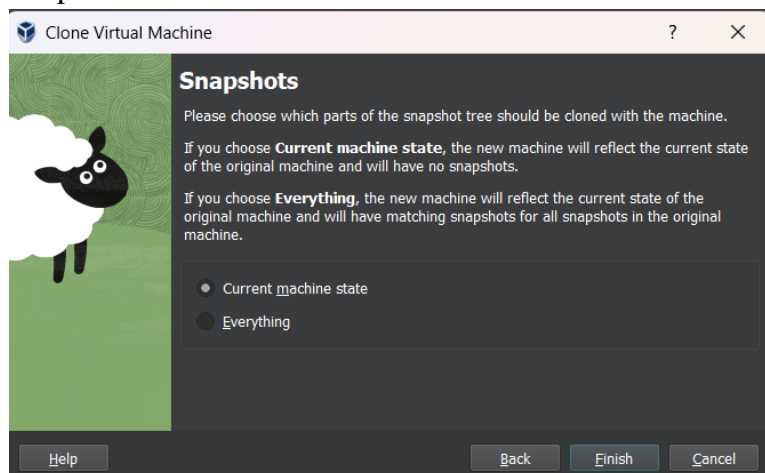 Clone Virtual Machine
?
Snapshots
Please choose which parts of the snapshot tree should be cloned with the machine.
If you choose Current machine state, the new machine will reflect the current state
of the original machine and will have no snapshots.
If you choose Everything, the new machine will reflect the current state of the
original machine and will have matching snapshots for all snapshots in the original
machine.
Current machine state
Everything
Help
Back
Finish
Cancel